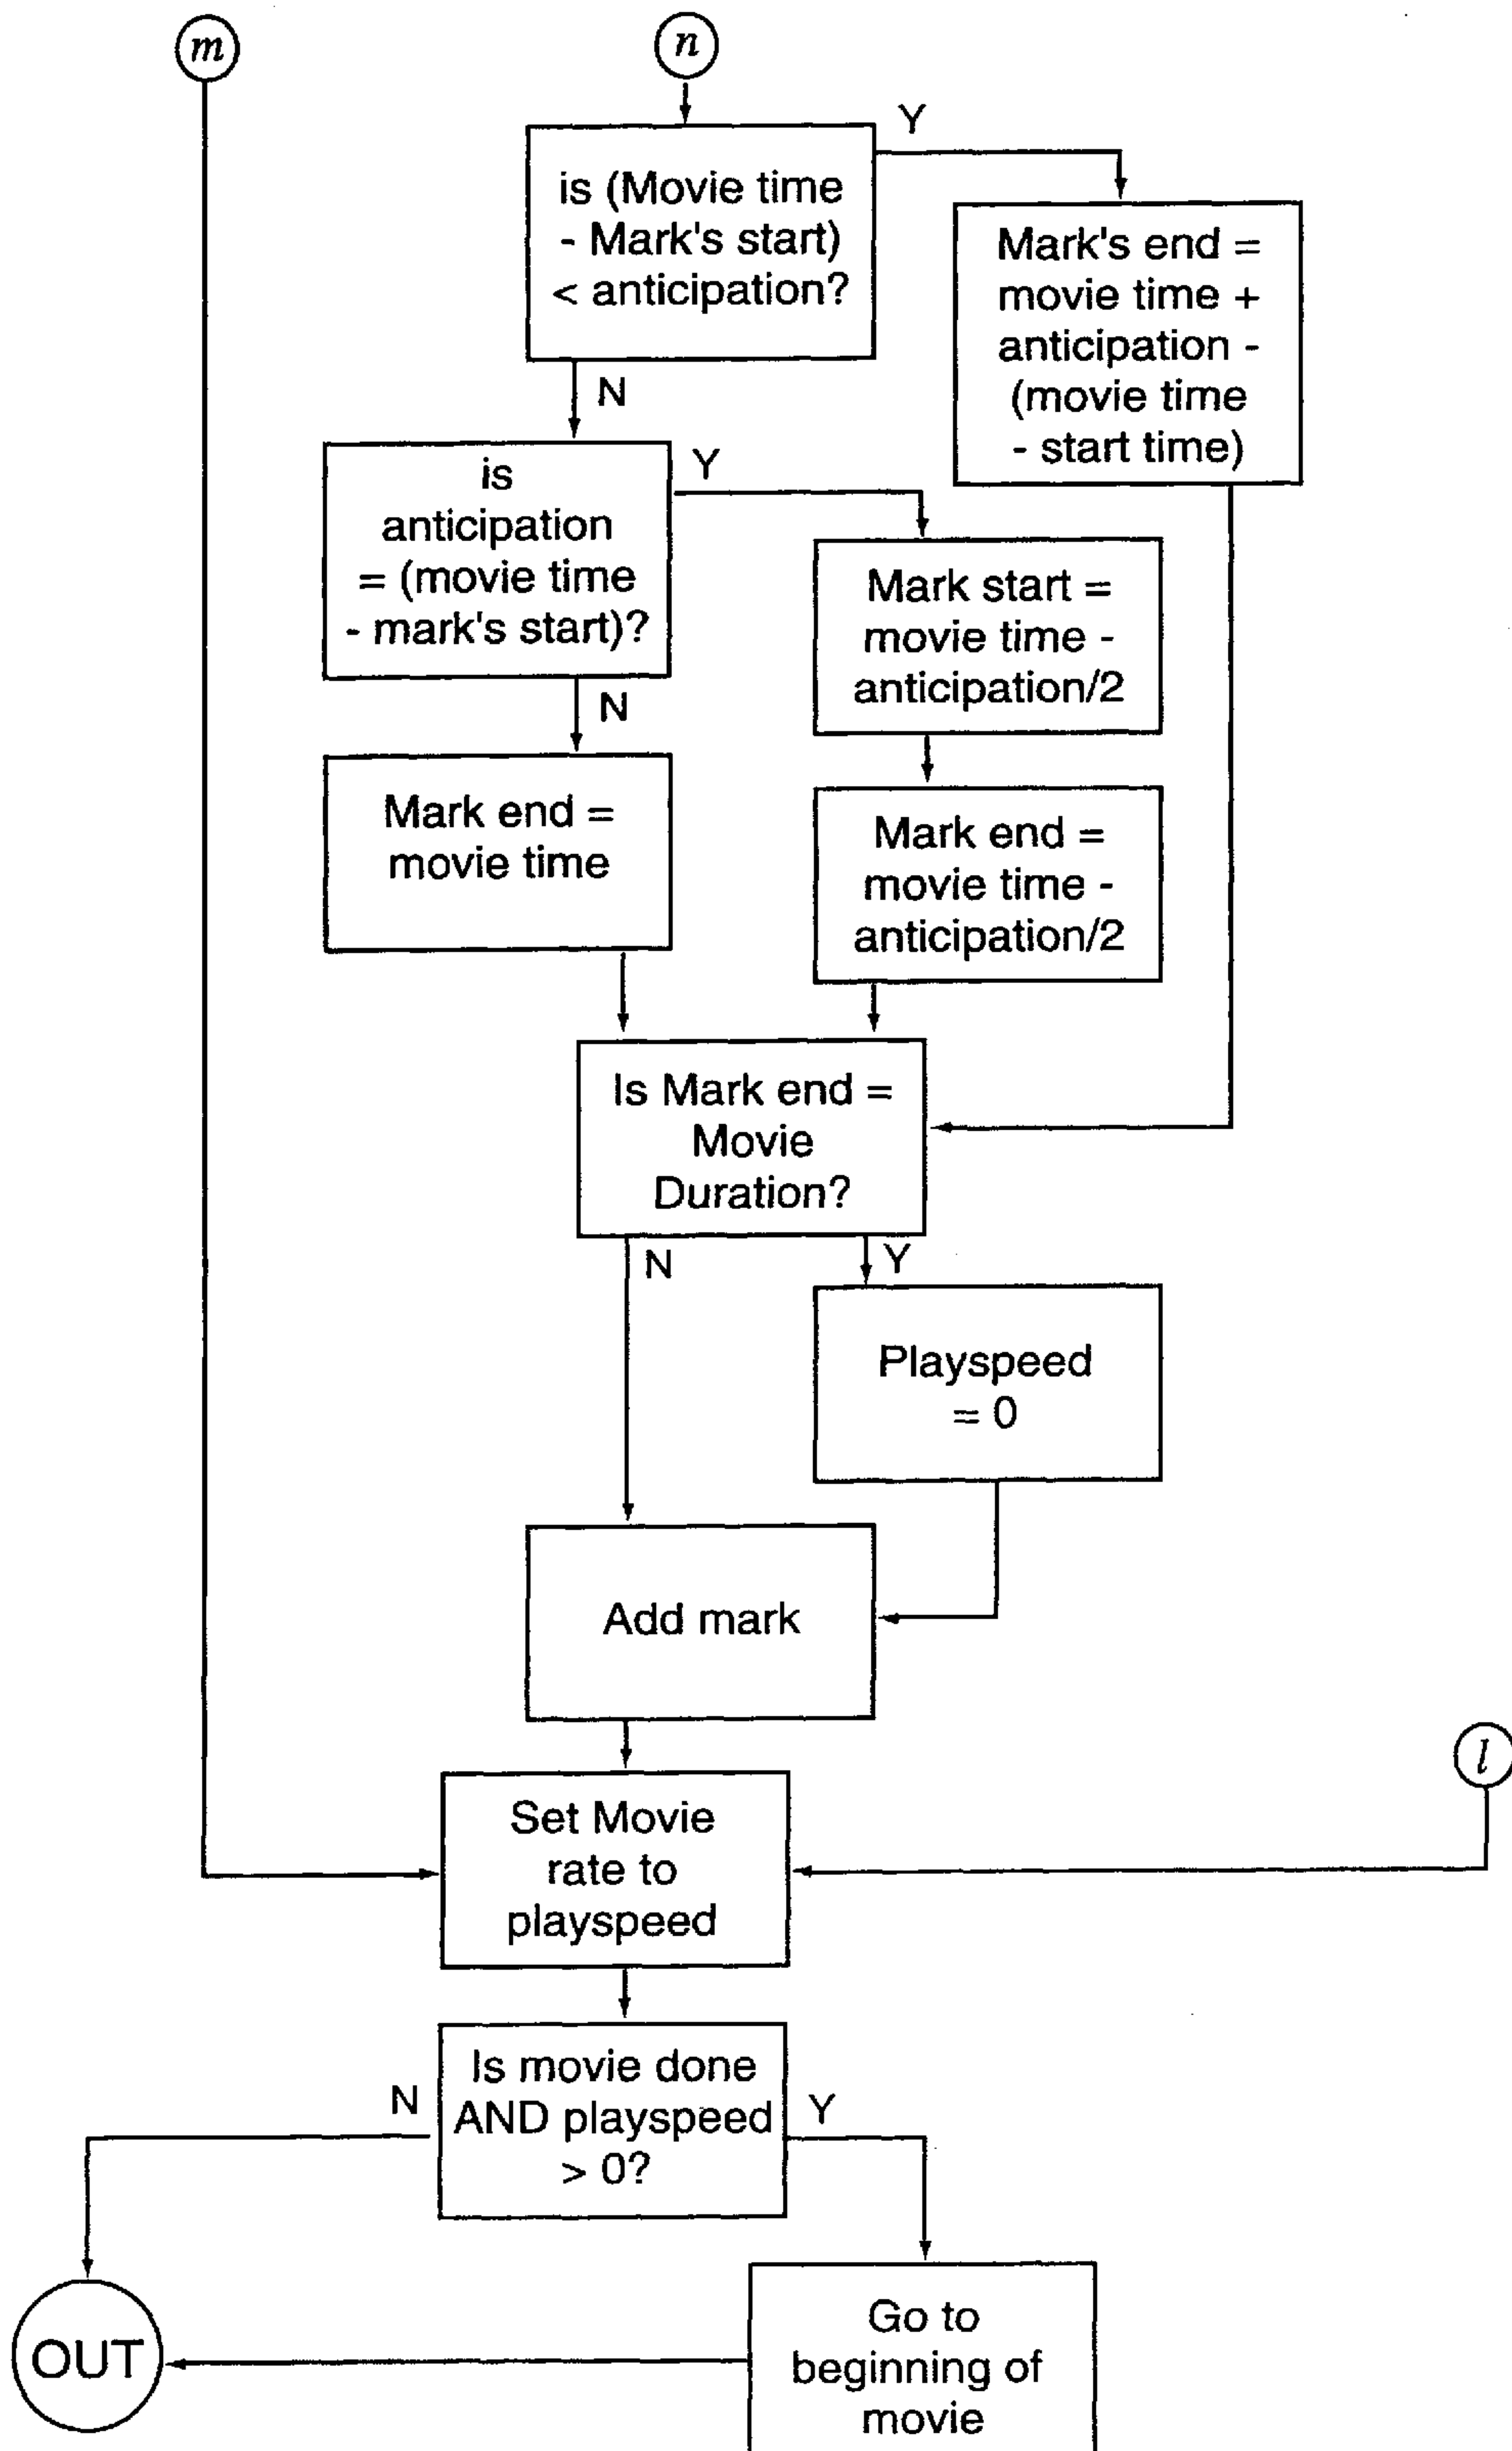 m
n
Y
is (Movie time
- Mark's start)
< anticipation?
Mark's end =
movie time +
anticipation -
(movie time
- start time)
N
is
anticipation
= (movie time
- mark's start)?
Y
Mark start =
movie time -
anticipation/2
N
Mark end =
movie time
Mark end =
movie time -
anticipation/2
Is Mark end =
Movie
Duration?
N
Y
Playspeed
= 0
Add mark
l
Set Movie
rate to
playspeed
Is movie done
AND playspeed
> 0?
N
Y
OUT
Go to
beginning of
movie